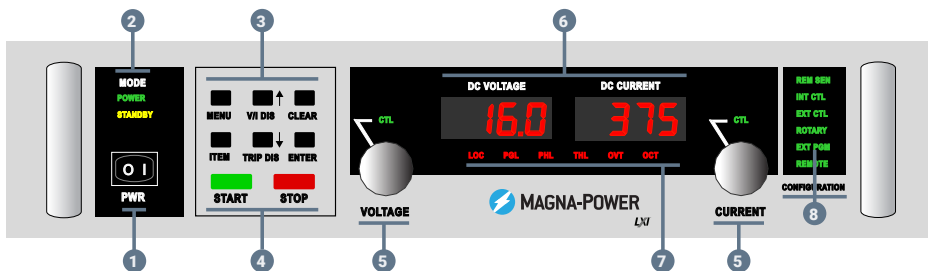 2
3
6
MODE
POWER
STANDBY
O I
PWR
1
MENU V/I DIS ↑ CLEAR
ITEM TRIP DIS ↓ ENTER
START STOP
4
CTL
VOLTAGE
5
DC VOLTAGE DC CURRENT
16.0 375
LOC PGL PHL THL OVT OCT
MAGNA-POWER
LXI
7
CTL
CURRENT
5
REM SEN
INT CTL
EXT CTL
ROTARY
EXT PGM
REMOTE
CONFIGURATION
8